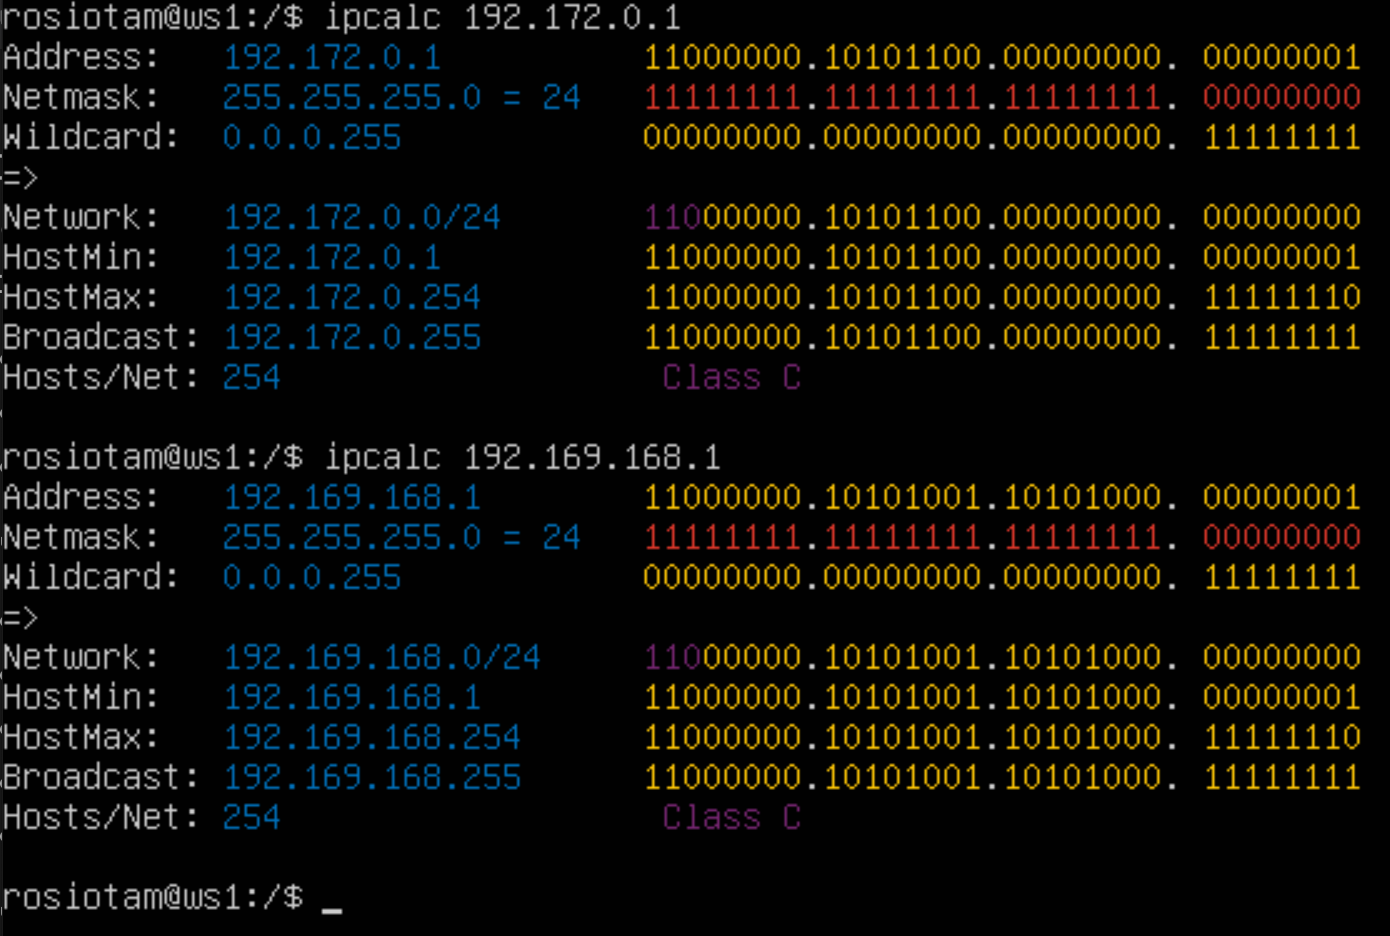 rosiotam@ws1:/$ ipcalc 192.172.0.1
Address:   192.172.0.1          11000000.10101100.00000000. 00000001
Netmask:   255.255.255.0 = 24   11111111.11111111.11111111. 00000000
Wildcard:  0.0.0.255            00000000.00000000.00000000. 11111111
=>
Network:   192.172.0.0/24       11000000.10101100.00000000. 00000000
HostMin:   192.172.0.1          11000000.10101100.00000000. 00000001
HostMax:   192.172.0.254        11000000.10101100.00000000. 11111110
Broadcast: 192.172.0.255        11000000.10101100.00000000. 11111111
Hosts/Net: 254                   Class C
rosiotam@ws1:/$ ipcalc 192.169.168.1
Address:   192.169.168.1        11000000.10101001.10101000. 00000001
Netmask:   255.255.255.0 = 24   11111111.11111111.11111111. 00000000
Wildcard:  0.0.0.255            00000000.00000000.00000000. 11111111
=>
Network:   192.169.168.0/24     11000000.10101001.10101000. 00000000
HostMin:   192.169.168.1        11000000.10101001.10101000. 00000001
HostMax:   192.169.168.254      11000000.10101001.10101000. 11111110
Broadcast: 192.169.168.255      11000000.10101001.10101000. 11111111
Hosts/Net: 254                   Class C
rosiotam@ws1:/$ _